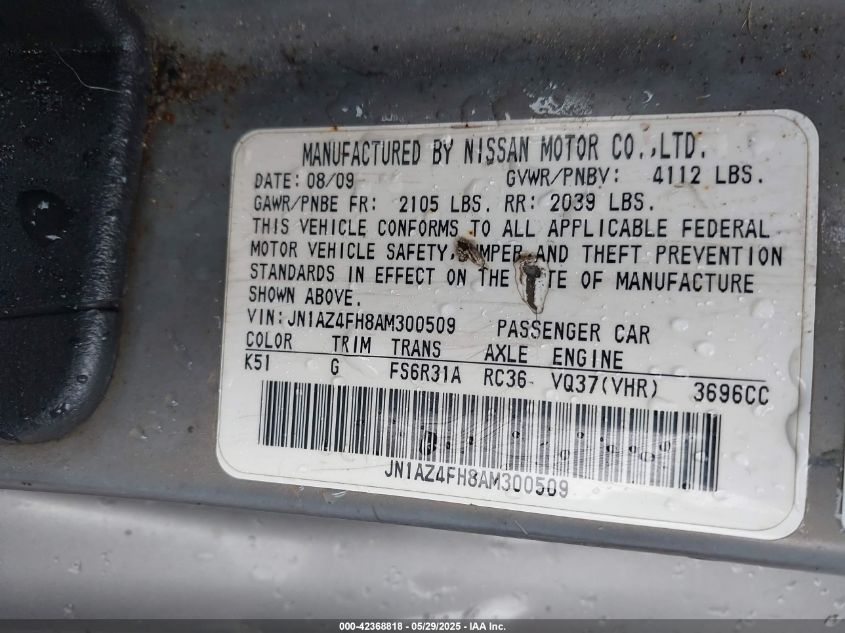 MANUFACTURED BY NISSAN MOTOR CO.,LTD.
DATE: 08/09 GVWR/PNBV: 4112 LBS.
GAWR/PNBE FR: 2105 LBS. RR: 2039 LBS.
THIS VEHICLE CONFORMS TO ALL APPLICABLE FEDERAL
MOTOR VEHICLE SAFETY, BUMPER, AND THEFT PREVENTION
STANDARDS IN EFFECT ON THE DATE OF MANUFACTURE
SHOWN ABOVE.
VIN: JN1AZ4FH8AM300509 PASSENGER CAR
COLOR TRIM TRANS AXLE ENGINE
K51 G FS6R31A RC36 VQ37(VHR) 3696CC
JN1AZ4FH8AM300509
000-42368818 - 05/29/2025 - IAA Inc.